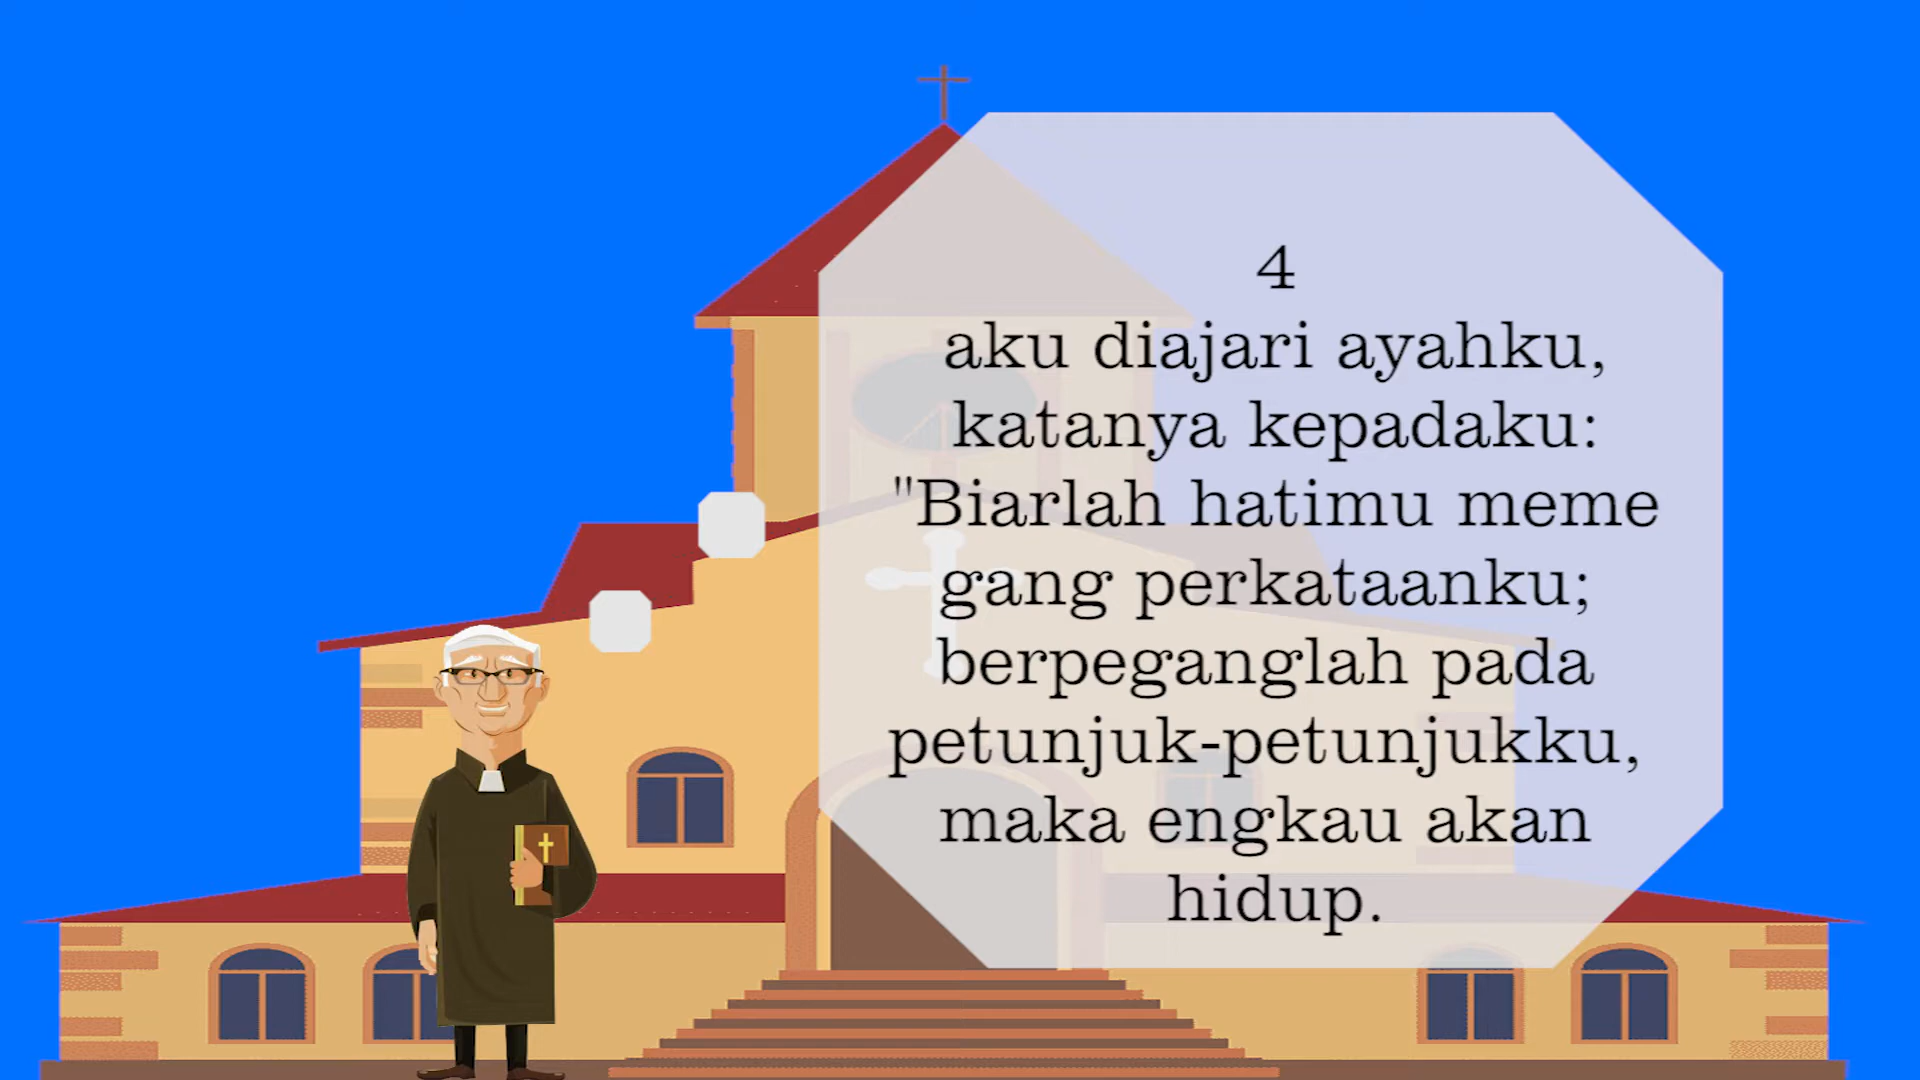 4
aku diajari ayahku,
katanya kepadaku:
"Biarlah hatimu meme
gang perkataanku;
berpeganglah pada
petunjuk-petunjukku,
maka engkau akan
hidup.